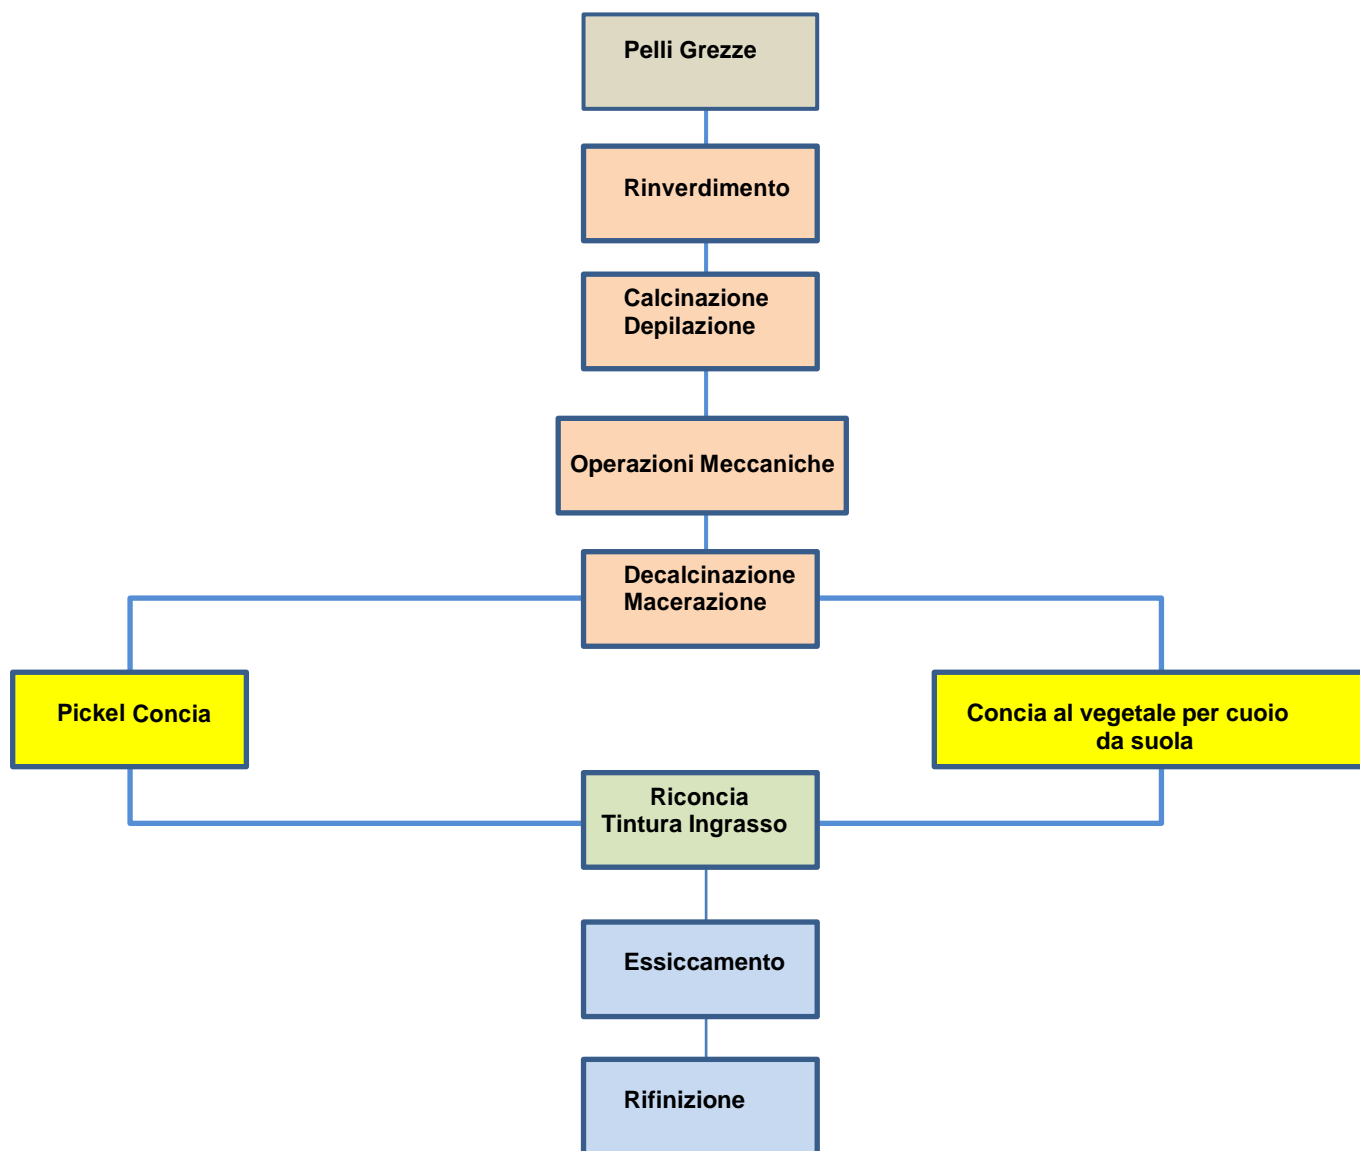 Pelli Grezze
Rinverdimento
Calcinazione
Depilazione
Operazioni Meccaniche
Decalcinazione
Macerazione
Pickel Concia
Concia al vegetale per cuoio
da suola
Riconcia
Tintura Ingrasso
Essiccamento
Rifinizione